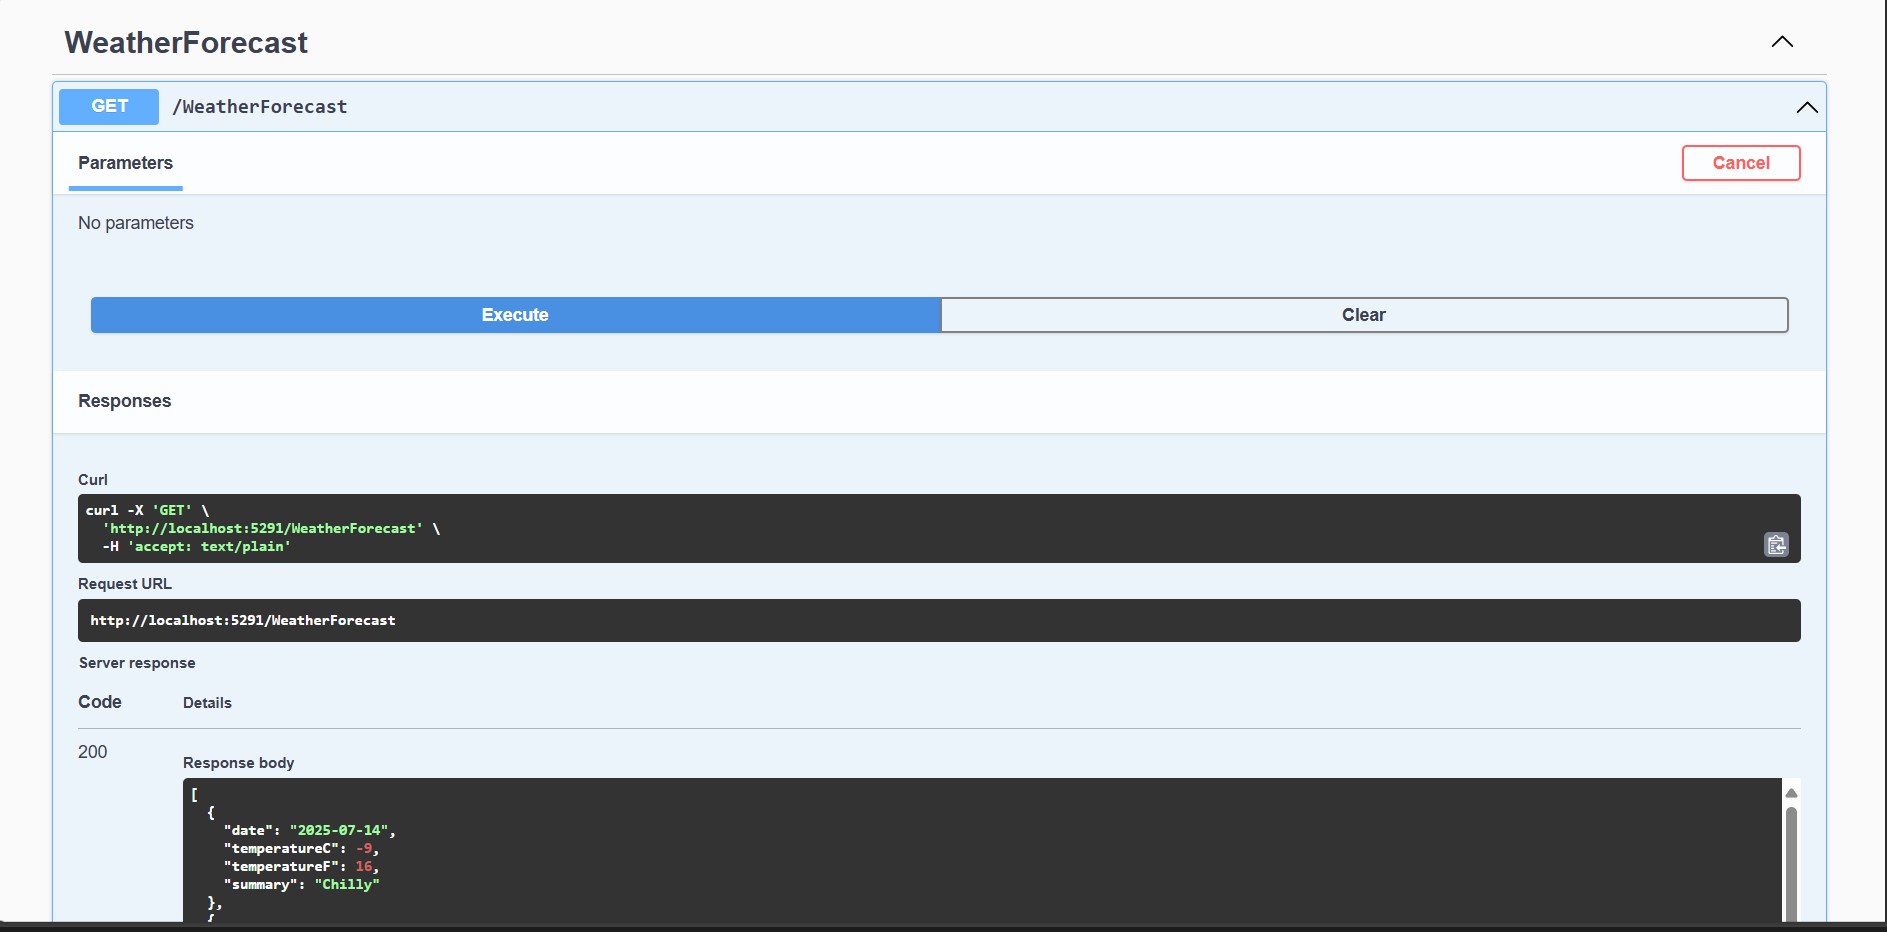 WeatherForecast
GET /WeatherForecast
Parameters
Cancel
No parameters
Execute
Clear
Responses
Curl
curl -X 'GET' \
  'http://localhost:5291/WeatherForecast' \
  -H 'accept: text/plain'
Request URL
http://localhost:5291/WeatherForecast
Server response
Code Details
200
Response body
[
  {
    "date": "2025-07-14",
    "temperatureC": -9,
    "temperatureF": 16,
    "summary": "Chilly"
  },
  {